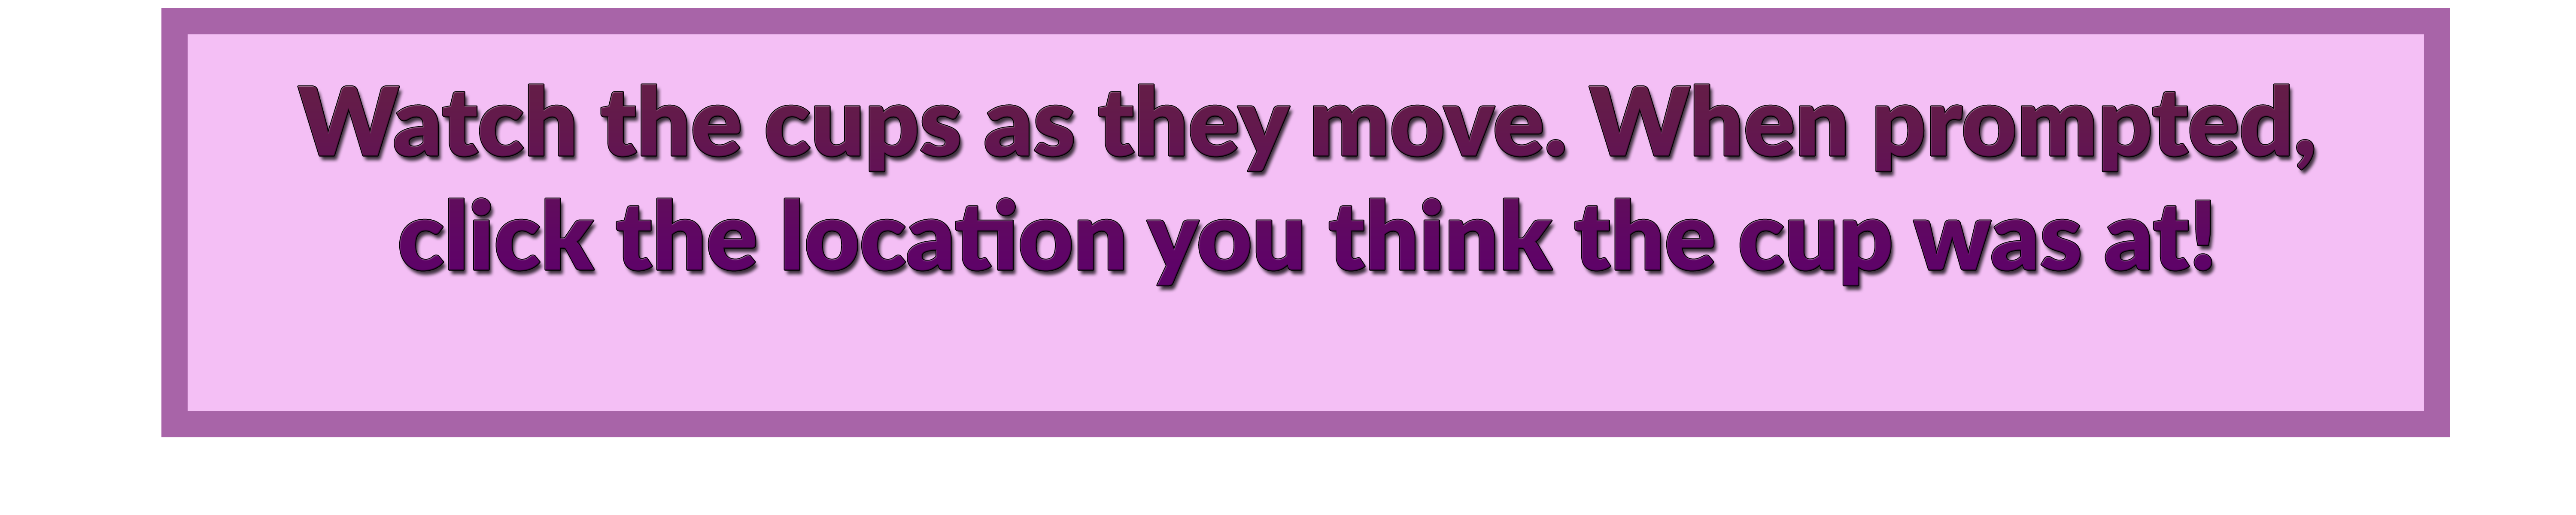 Watch the cups as they move. When prompted,
click the location you think the cup was at!